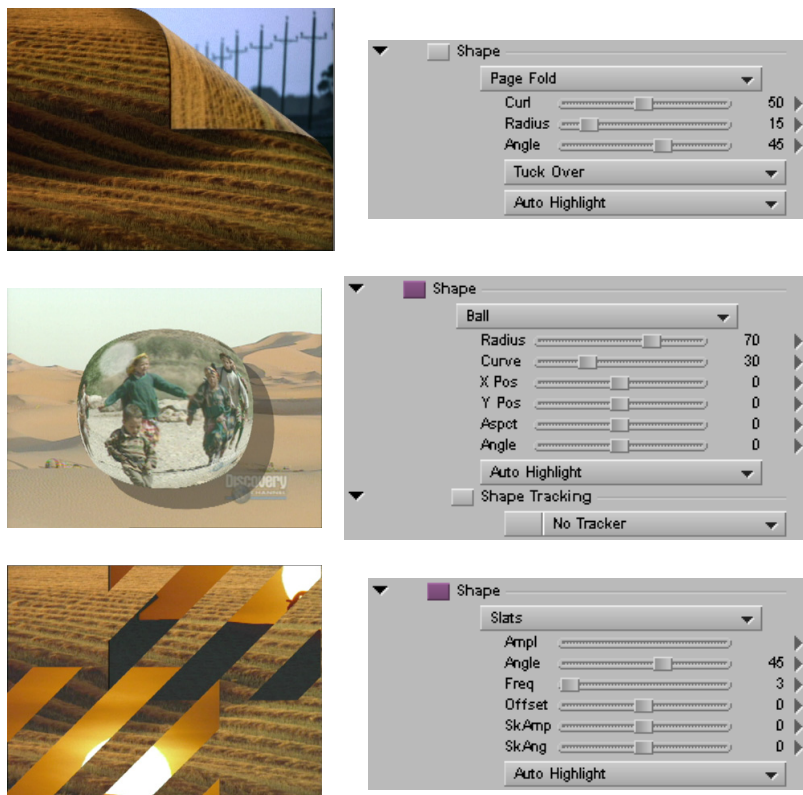 Shape
Page Fold
Curl 50
Radius 15
Angle 45
Tuck Over
Auto Highlight
Shape
Ball
Radius 70
Curve 30
X Pos 0
Y Pos 0
Aspct 0
Angle 0
Auto Highlight
Discovery
CHANNEL
Shape Tracking
No Tracker
Shape
Slats
Ampl
Angle 45
Freq 3
Offset 0
SkAmp 0
SkAng 0
Auto Highlight